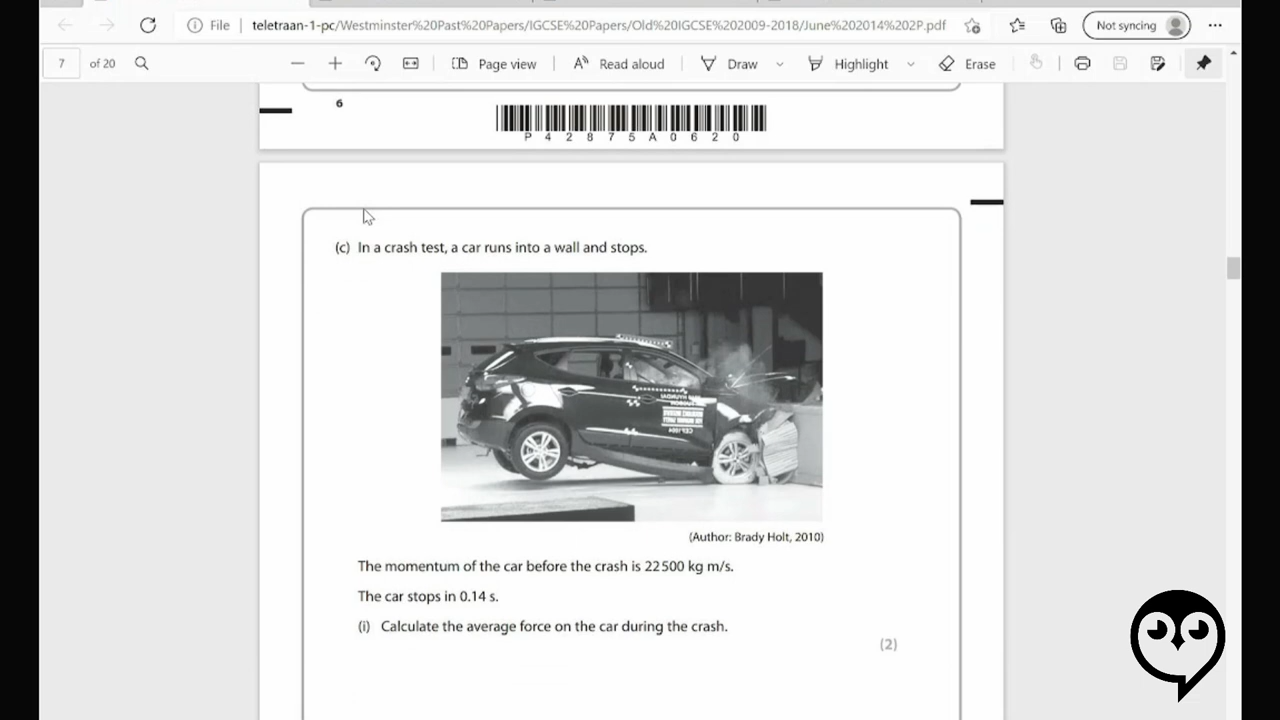 File
teletraan-1-pc/Westminster%20Past%20Papers/IGCSE%20Papers/Old%20IGCSE%202009-2018/June%202014%202P.pdf
Not syncing
7 of 20
Page view
Read aloud
Draw
Highlight
Erase
6
P 4 2 8 7 5 A 0 6 2 0
(c) In a crash test, a car runs into a wall and stops.
(Author: Brady Holt, 2010)
The momentum of the car before the crash is 22500 kg m/s.
The car stops in 0.14 s.
(i) Calculate the average force on the car during the crash.
(2)